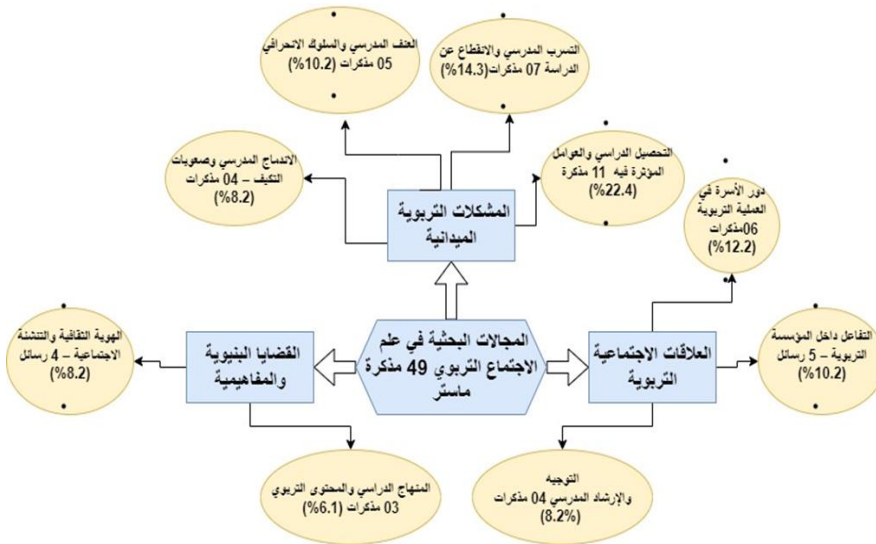 العنف المدرسي والسلوك الانحرافي
05 مذكرات (10.2%)
التسرب المدرسي والانقطاع عن
الدراسة 07 مذكرات(14.3%)
الاندماج المدرسي وصعوبات
التكيف – 04 مذكرات
(8.2%)
التحصيل الدراسي والعوامل
المؤثرة فيه 11 مذكرة
(22.4%)
دور الأسرة في
العملية التربوية
06مذكرات
(12.2%)
المشكلات التربوية
الميدانية
الهوية الثقافية والتنشئة
الاجتماعية – 4 رسائل
(8.2%)
القضايا البنيوية
والمفاهيمية
المجالات البحثية في علم
الاجتماع التربوي 49 مذكرة
ماستر
العلاقات الاجتماعية
التربوية
التفاعل داخل المؤسسة
التربوية – 5 رسائل
(10.2%)
المنهاج الدراسي والمحتوى التربوي
03 مذكرات (6.1%)
التوجيه
والإرشاد المدرسي 04 مذكرات
(8.2%)